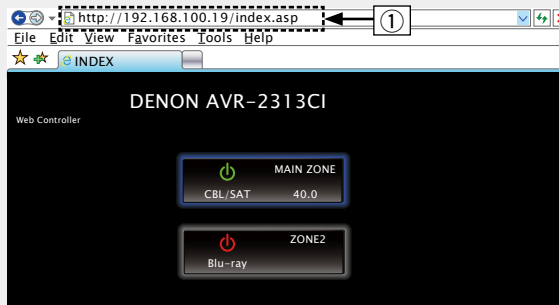 http://192.168.100.19/index.asp
①
File Edit View Favorites Tools Help
INDEX
DENON AVR-2313CI
Web Controller
MAIN ZONE
CBL/SAT 40.0
ZONE2
Blu-ray